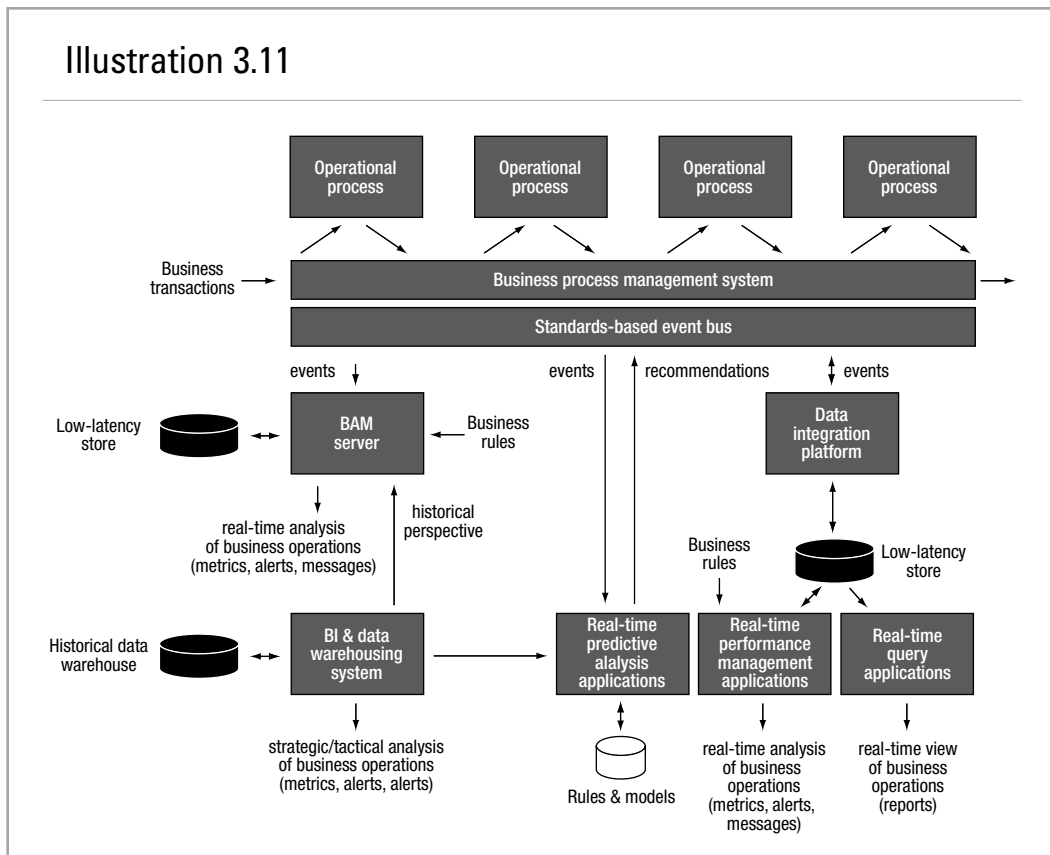 Illustration 3.11
Operational
process
Operational
process
Operational
process
Operational
process
Business
transactions
Business process management system
Standards-based event bus
events
events
recommendations
events
Low-latency
store
BAM
server
Business
rules
Data
integration
platform
historical
perspective
real-time analysis
of business operations
(metrics, alerts, messages)
Business
rules
Low-latency
store
Historical data
warehouse
BI & data
warehousing
system
Real-time
predictive
alalysis
applications
Real-time
performance
management
applications
Real-time
query
applications
strategic/tactical analysis
of business operations
(metrics, alerts, alerts)
Rules & models
real-time analysis
of business
operations
(metrics, alerts,
messages)
real-time view
of business
operations
(reports)